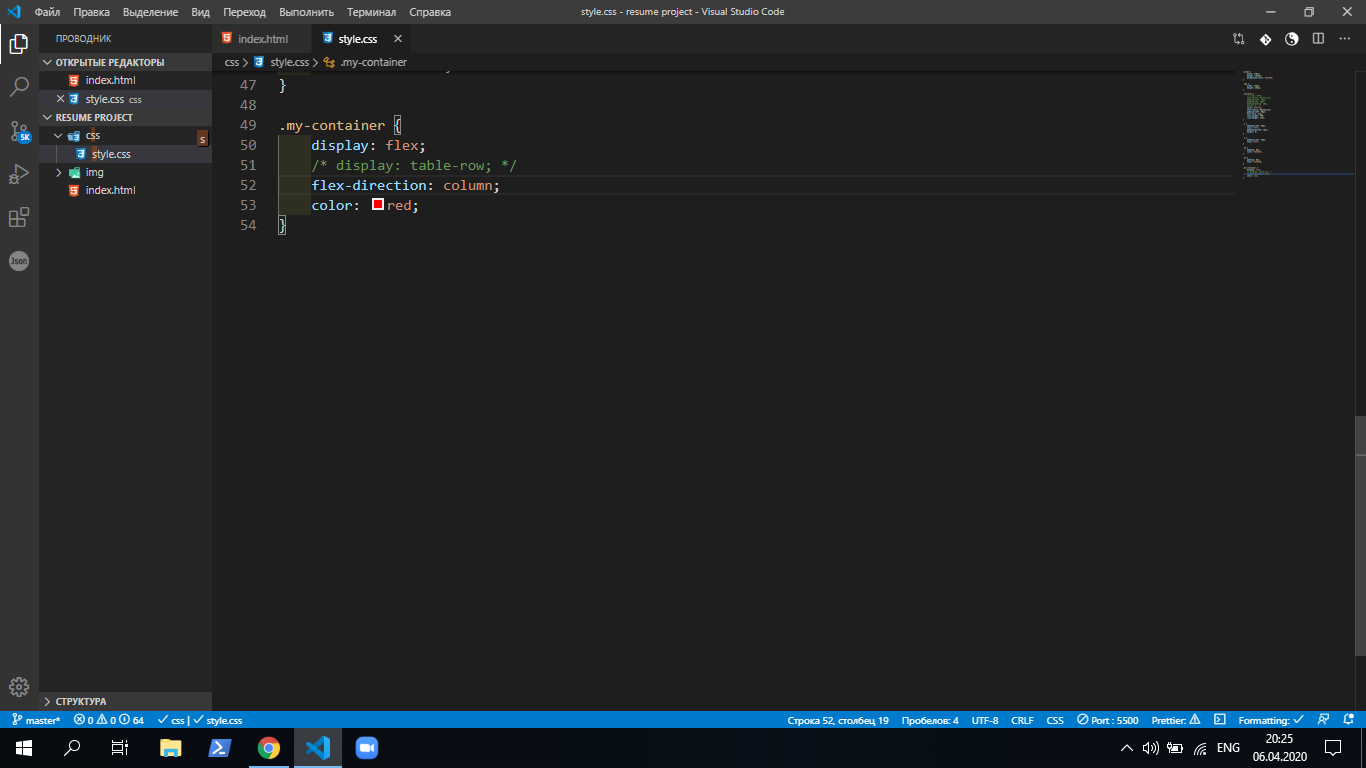 Файл Правка Выделение Вид Переход Выполнить Терминал Справка
style.css - resume project - Visual Studio Code
ПРОВОДНИК
index.html
style.css
ОТКРЫТЫЕ РЕДАКТОРЫ
css
style.css
.my-container
index.html
style.css css
RESUME PROJECT
css
s
style.css
img
index.html
5K
Json
47 }
48
49 .my-container {
50 display: flex;
51 /* display: table-row; */
52 flex-direction: column;
53 color: red;
54 }
СТРУКТУРА
master* 0 0 64 css | style.css
Строка 52, столбец 19 Пробелов: 4 UTF-8 CRLF CSS Port : 5500 Prettier: Formatting:
ENG
20:25
06.04.2020